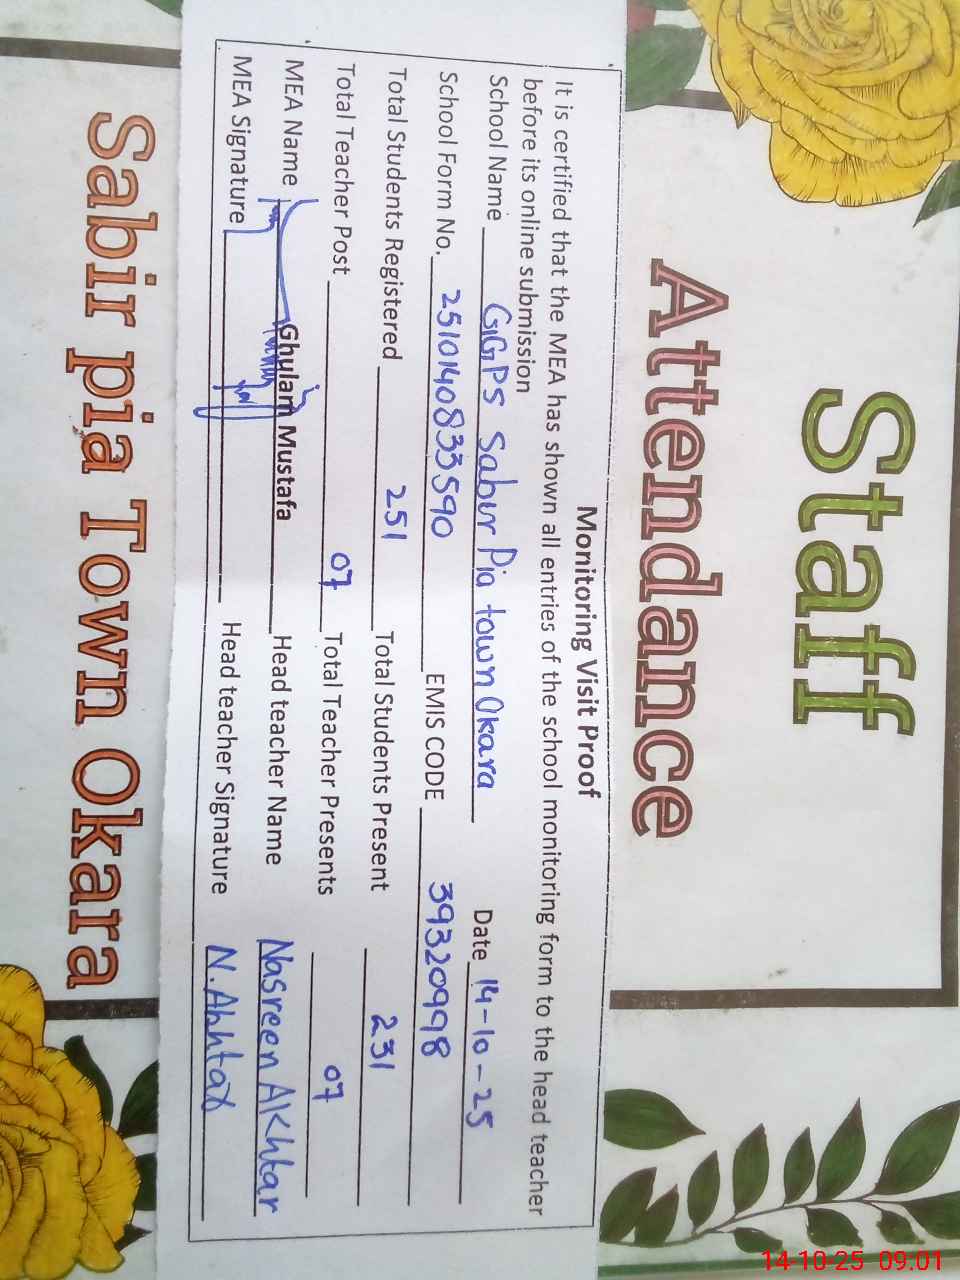 Staff
Attendance
Monitoring Visit Proof
It is certified that the MEA has shown all entries of the school monitoring form to the head teacher
before its online submission
School Name GGPS Sabir Pia town Okara Date 14-10-25
School Form No. 2510140833590 EMIS CODE 39320998
Total Students Registered 251 Total Students Present 231
Total Teacher Post 07 Total Teacher Presents 07
MEA Name Ghulam Mustafa Head teacher Name Nasreen Akhtar
MEA Signature Head teacher Signature N. Akhtar
Sabir pia Town Okara
14-10-25 09.01